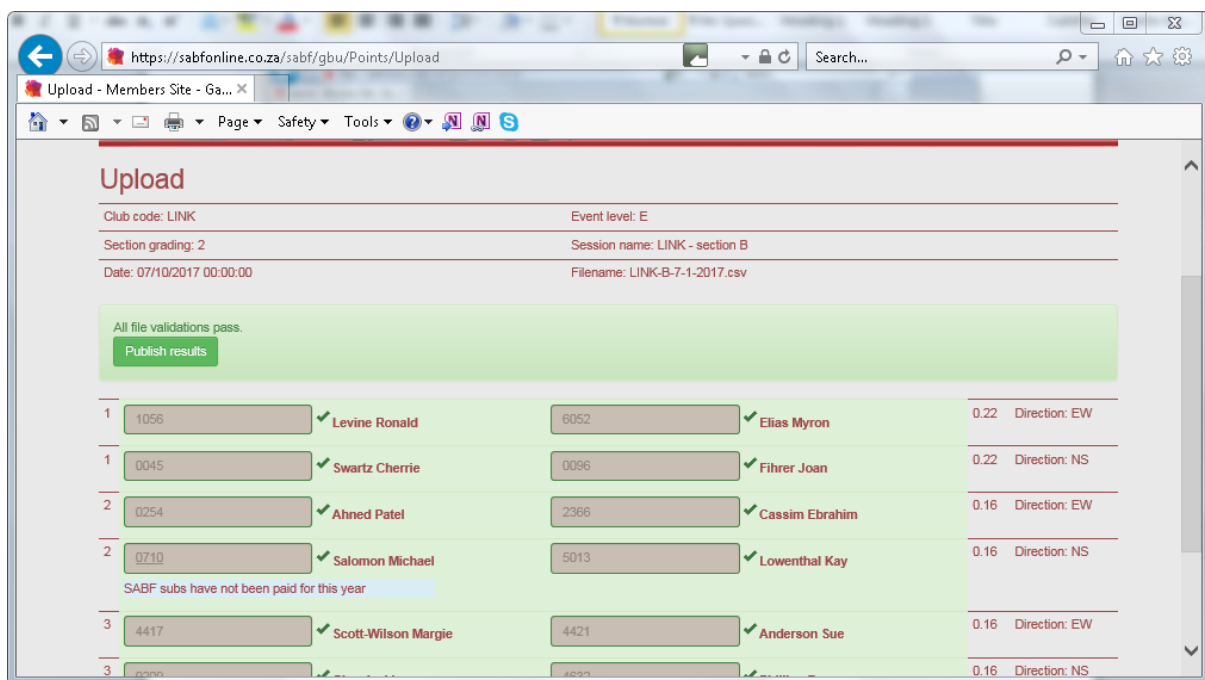 https://sabfonline.co.za/sabf/gbu/Points/Upload
Search...
Upload - Members Site - Ga...
Page Safety Tools
Upload
Club code: LINK Event level: E
Section grading: 2 Session name: LINK - section B
Date: 07/10/2017 00:00:00 Filename: LINK-B-7-1-2017.csv
All file validations pass.
Publish results
1 1056 Levine Ronald 6052 Elias Myron 0.22 Direction: EW
1 0045 Swartz Cherrie 0096 Fihrer Joan 0.22 Direction: NS
2 0254 Ahned Patel 2366 Cassim Ebrahim 0.16 Direction: EW
2 0710 Salomon Michael 5013 Lowenthal Kay 0.16 Direction: NS
SABF subs have not been paid for this year
3 4417 Scott-Wilson Margie 4421 Anderson Sue 0.16 Direction: EW
3 0.16 Direction: NS